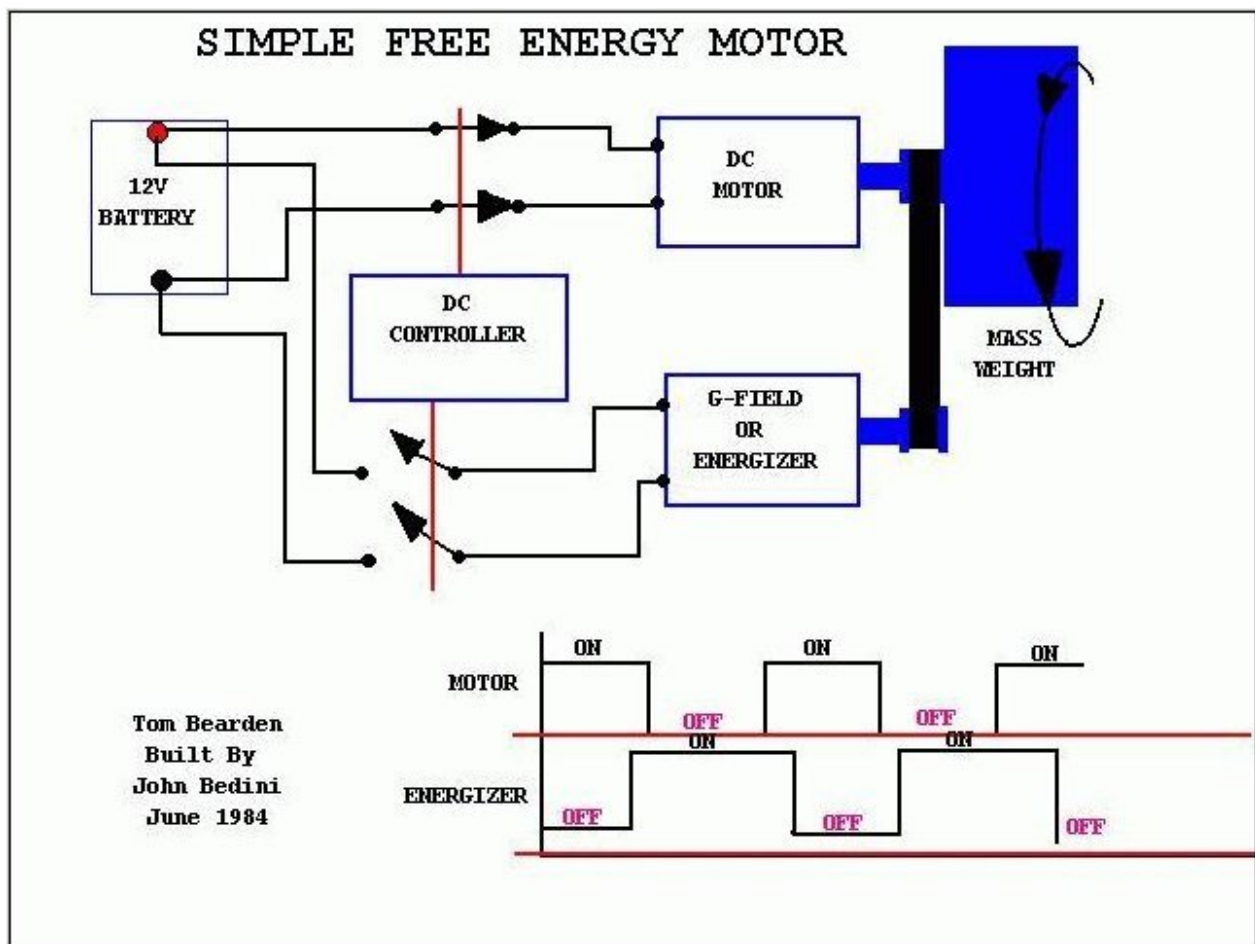 SIMPLE FREE ENERGY MOTOR
12V
BATTERY
DC
MOTOR
DC
CONTROLLER
MASS
WEIGHT
G-FIELD
OR
ENERGIZER
ON
ON
ON
MOTOR
OFF
OFF
ON
ON
ENERGIZER
OFF
OFF
OFF
Tom Bearden
Built By
John Bedini
June 1984